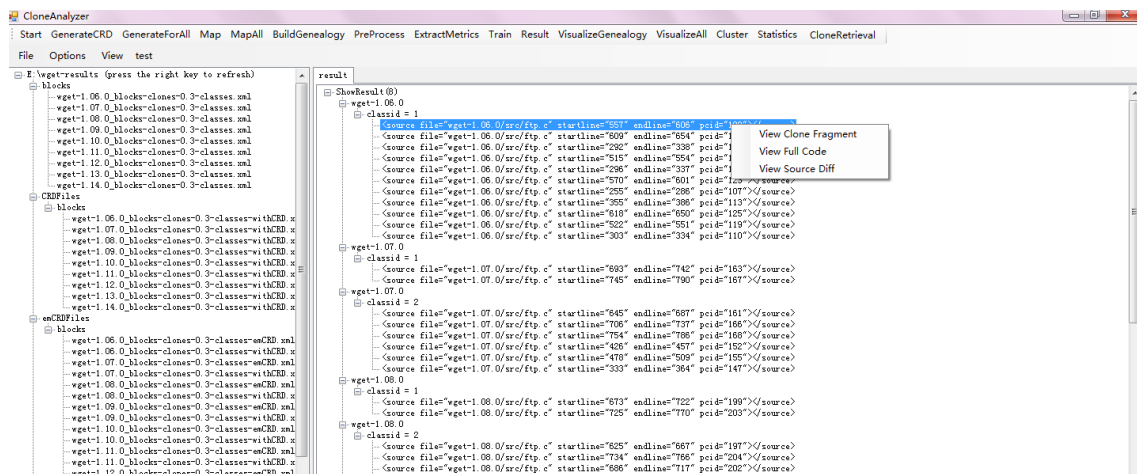 CloneAnalyzer
Start GenerateCRD GenerateForAll Map MapAll BuildGenealogy PreProcess ExtractMetrics Train Result VisualizeGenealogy VisualizeAll Cluster Statistics CloneRetrieval
File Options View test
E:\wget-results (press the right key to refresh)
blocks
wget-1.06.0_blocks-clones-0.3-classes.xml
wget-1.07.0_blocks-clones-0.3-classes.xml
wget-1.08.0_blocks-clones-0.3-classes.xml
wget-1.09.0_blocks-clones-0.3-classes.xml
wget-1.10.0_blocks-clones-0.3-classes.xml
wget-1.11.0_blocks-clones-0.3-classes.xml
wget-1.12.0_blocks-clones-0.3-classes.xml
wget-1.13.0_blocks-clones-0.3-classes.xml
wget-1.14.0_blocks-clones-0.3-classes.xml
CRDFiles
blocks
wget-1.06.0_blocks-clones-0.3-classes-withCRD.x
wget-1.07.0_blocks-clones-0.3-classes-withCRD.x
wget-1.08.0_blocks-clones-0.3-classes-withCRD.x
wget-1.09.0_blocks-clones-0.3-classes-withCRD.x
wget-1.10.0_blocks-clones-0.3-classes-withCRD.x
wget-1.11.0_blocks-clones-0.3-classes-withCRD.x
wget-1.12.0_blocks-clones-0.3-classes-withCRD.x
wget-1.13.0_blocks-clones-0.3-classes-withCRD.x
wget-1.14.0_blocks-clones-0.3-classes-withCRD.x
emCRDFiles
blocks
wget-1.06.0_blocks-clones-0.3-classes-emCRD.xml
wget-1.06.0_blocks-clones-0.3-classes-withCRD.x
wget-1.07.0_blocks-clones-0.3-classes-emCRD.xml
wget-1.07.0_blocks-clones-0.3-classes-withCRD.x
wget-1.08.0_blocks-clones-0.3-classes-emCRD.xml
wget-1.08.0_blocks-clones-0.3-classes-withCRD.x
wget-1.09.0_blocks-clones-0.3-classes-emCRD.xml
wget-1.09.0_blocks-clones-0.3-classes-withCRD.x
wget-1.10.0_blocks-clones-0.3-classes-emCRD.xml
wget-1.10.0_blocks-clones-0.3-classes-withCRD.x
wget-1.11.0_blocks-clones-0.3-classes-emCRD.xml
wget-1.11.0_blocks-clones-0.3-classes-withCRD.x
wget-1.12.0_blocks-clones-0.3-classes-emCRD.xml
result
ShowResult(8)
wget-1.06.0
classid = 1
<source file="wget-1.06.0/src/ftp.c" startline="557" endline="606"
<source file="wget-1.06.0/src/ftp.c" startline="609" endline="654"
<source file="wget-1.06.0/src/ftp.c" startline="292" endline="338"
<source file="wget-1.06.0/src/ftp.c" startline="515" endline="554"
<source file="wget-1.06.0/src/ftp.c" startline="296" endline="337"
<source file="wget-1.06.0/src/ftp.c" startline="570" endline="601"
<source file="wget-1.06.0/src/ftp.c" startline="255" endline="286" pcid="107"></source>
<source file="wget-1.06.0/src/ftp.c" startline="355" endline="386" pcid="113"></source>
<source file="wget-1.06.0/src/ftp.c" startline="618" endline="650" pcid="125"></source>
<source file="wget-1.06.0/src/ftp.c" startline="522" endline="551" pcid="119"></source>
<source file="wget-1.06.0/src/ftp.c" startline="303" endline="334" pcid="110"></source>
View Clone Fragment
View Full Code
View Source Diff
wget-1.07.0
classid = 1
<source file="wget-1.07.0/src/ftp.c" startline="693" endline="742" pcid="163"></source>
<source file="wget-1.07.0/src/ftp.c" startline="745" endline="790" pcid="167"></source>
wget-1.07.0
classid = 2
<source file="wget-1.07.0/src/ftp.c" startline="645" endline="687" pcid="161"></source>
<source file="wget-1.07.0/src/ftp.c" startline="706" endline="737" pcid="166"></source>
<source file="wget-1.07.0/src/ftp.c" startline="754" endline="786" pcid="168"></source>
<source file="wget-1.07.0/src/ftp.c" startline="426" endline="457" pcid="152"></source>
<source file="wget-1.07.0/src/ftp.c" startline="478" endline="509" pcid="155"></source>
<source file="wget-1.07.0/src/ftp.c" startline="333" endline="364" pcid="147"></source>
wget-1.08.0
classid = 1
<source file="wget-1.08.0/src/ftp.c" startline="673" endline="722" pcid="199"></source>
<source file="wget-1.08.0/src/ftp.c" startline="725" endline="770" pcid="203"></source>
wget-1.08.0
classid = 2
<source file="wget-1.08.0/src/ftp.c" startline="625" endline="667" pcid="197"></source>
<source file="wget-1.08.0/src/ftp.c" startline="734" endline="766" pcid="204"></source>
<source file="wget-1.08.0/src/ftp.c" startline="686" endline="717" pcid="202"></source>